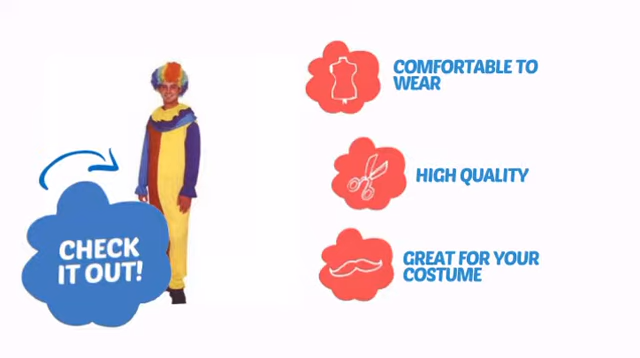 COMFORTABLE TO
WEAR
HIGH QUALITY
GREAT FOR YOUR
COSTUME
CHECK
IT OUT!